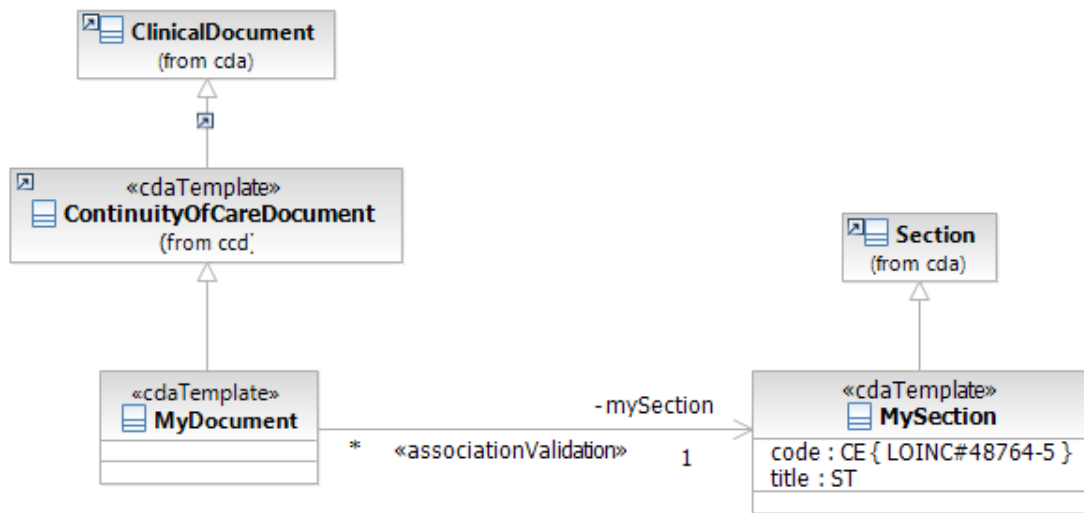 ClinicalDocument
(from cda)
«cdaTemplate»
ContinuityOfCareDocument
(from ccd)
Section
(from cda)
«cdaTemplate»
MyDocument
-mySection
* «associationValidation» 1
«cdaTemplate»
MySection
code : CE { LOINC#48764-5 }
title : ST